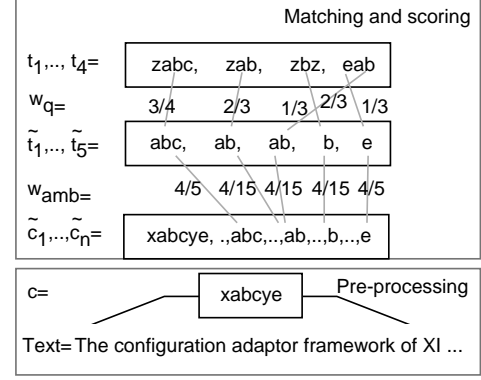 Matching and scoring
t1,.., t4= zabc, zab, zbz, eab
wq= 3/4 2/3 1/3 2/3 1/3
t̃1,.., t̃5= abc, ab, ab, b, e
wamb= 4/5 4/15 4/15 4/15 4/5
c̃1,..,c̃n= xabcye, .,abc,..,ab,..,b,..,e
c= xabcye Pre-processing
Text= The configuration adaptor framework of XI ...